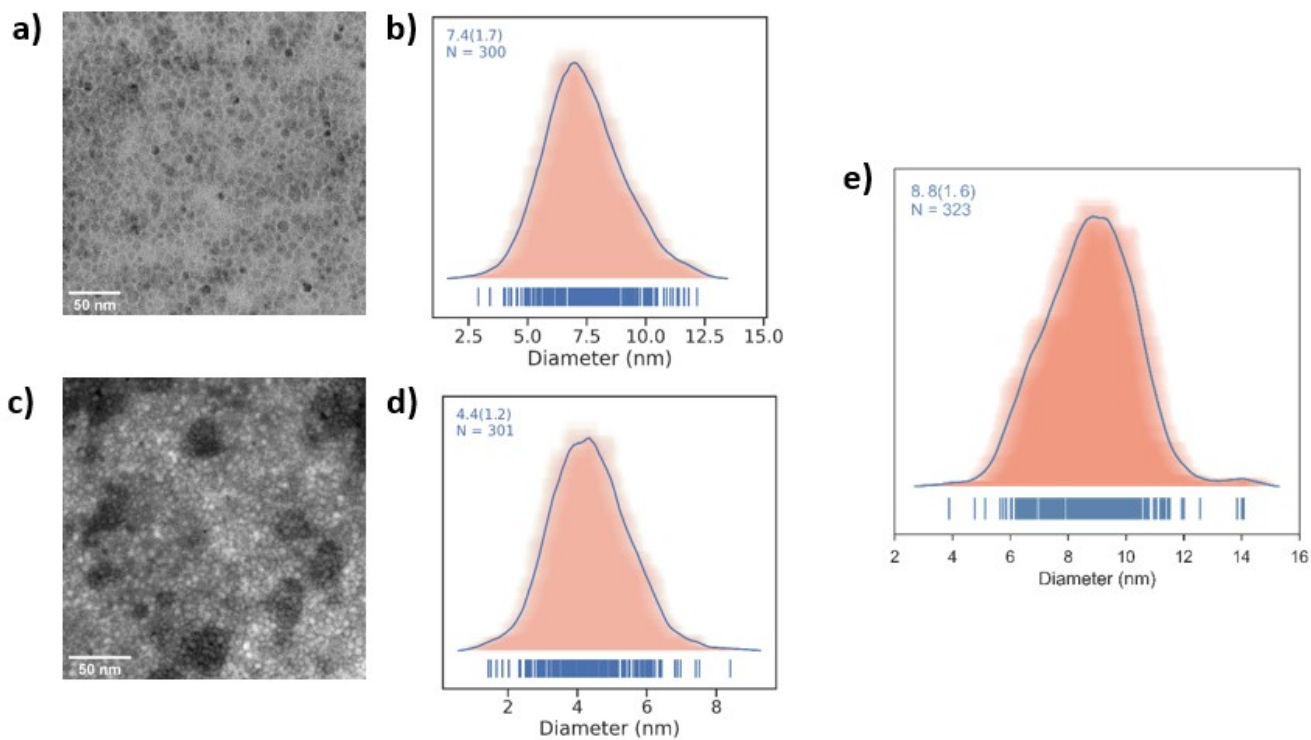 a)
50 nm
b)
7.4(1.7)
N = 300
2.5 5.0 7.5 10.0 12.5 15.0
Diameter (nm)
c)
50 nm
d)
4.4(1.2)
N = 301
2 4 6 8
Diameter (nm)
e)
8.8(1.6)
N = 323
2 4 6 8 10 12 14 16
Diameter (nm)